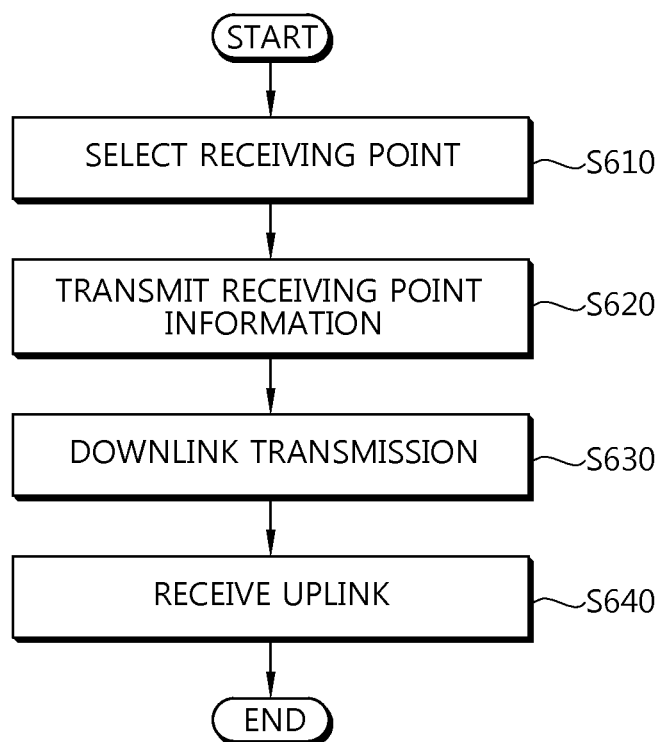 START
SELECT RECEIVING POINT
S610
TRANSMIT RECEIVING POINT
INFORMATION
S620
DOWNLINK TRANSMISSION
S630
RECEIVE UPLINK
S640
END